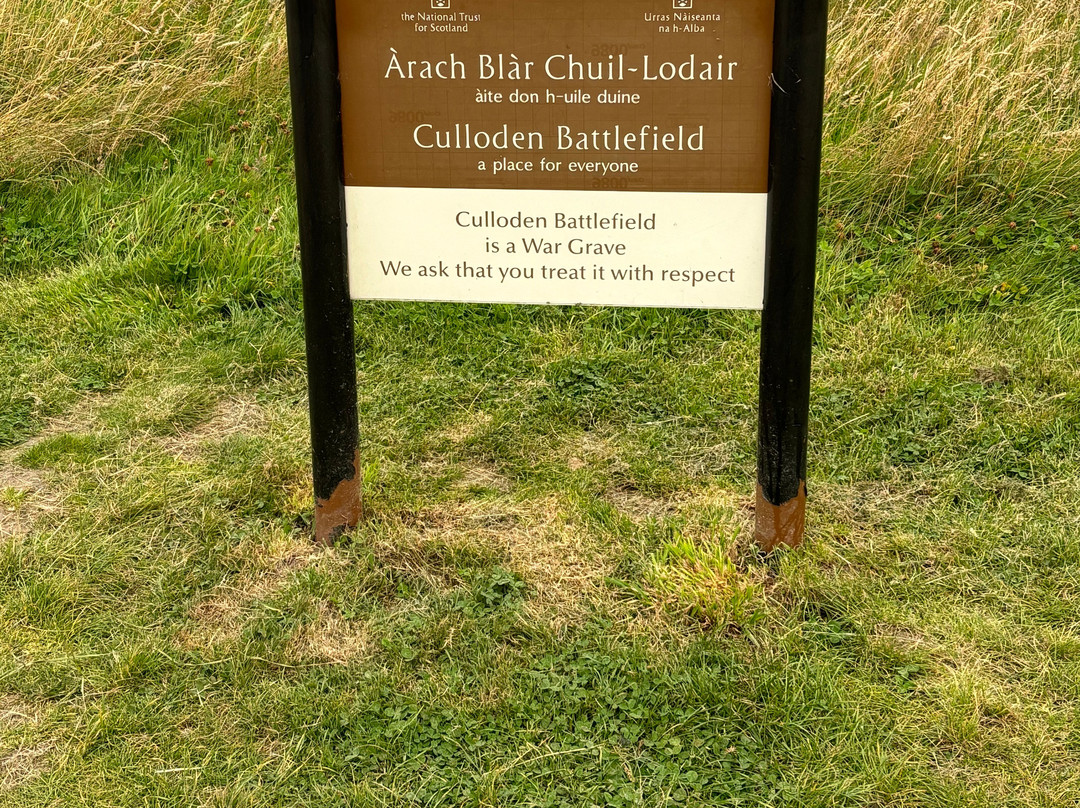 the National Trust
for Scotland
Urras Nàiseanta
na h-Alba
Àrach Blàr Chuil-Lodair
àite don h-uile duine
Culloden Battlefield
a place for everyone
Culloden Battlefield
is a War Grave
We ask that you treat it with respect